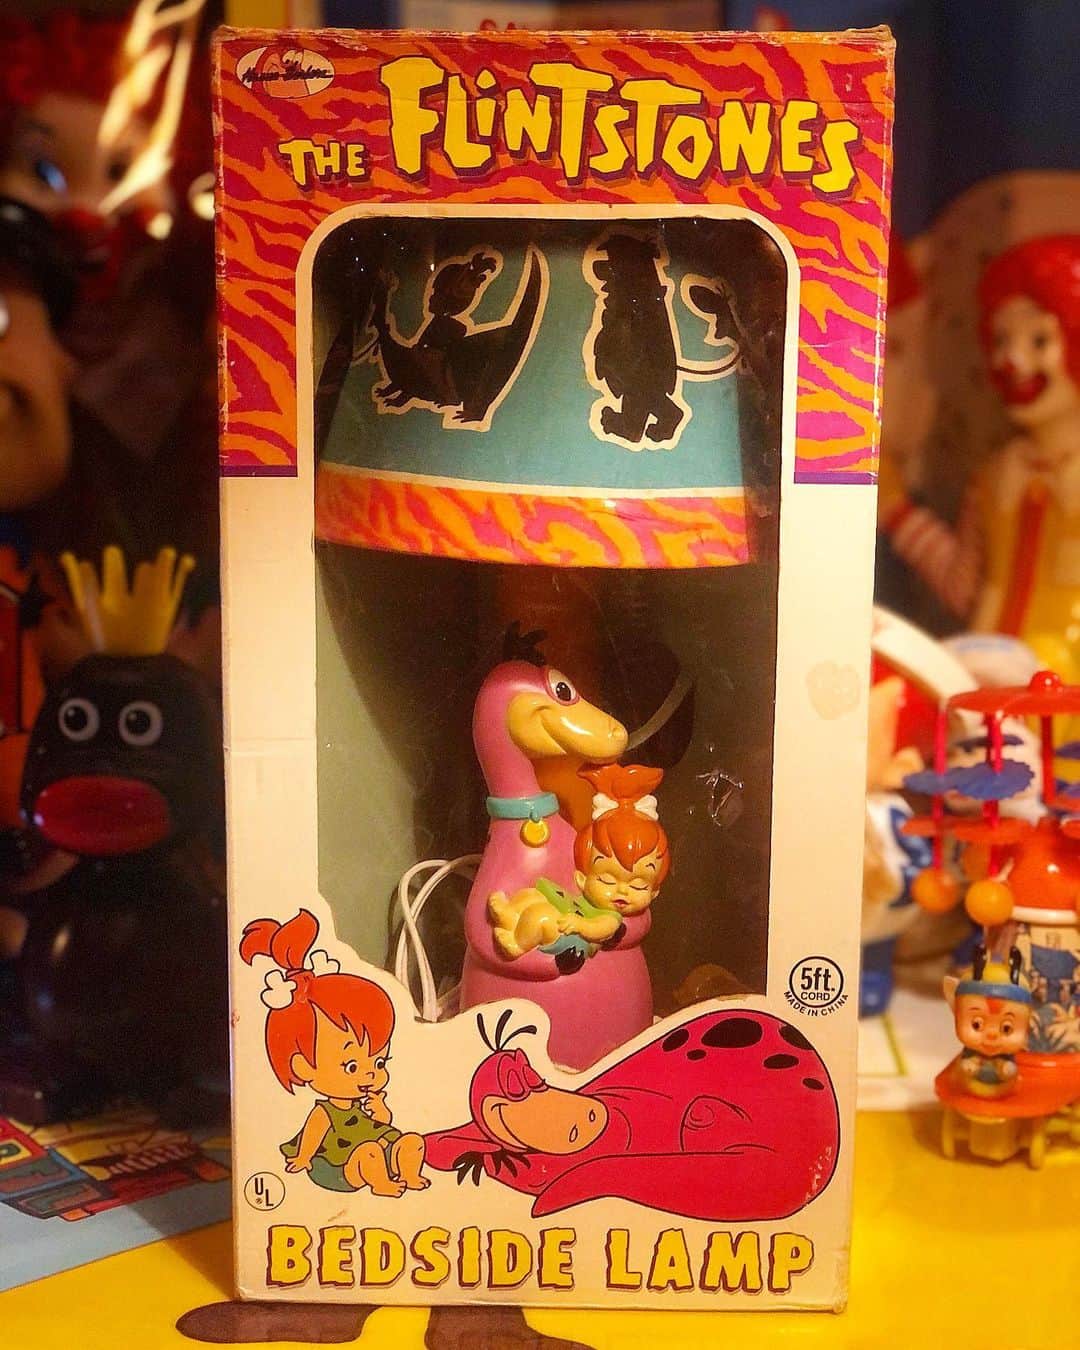 THE FLINTSTONES
5ft.
CORD
MADE IN CHINA
UL
®
BEDSIDE LAMP